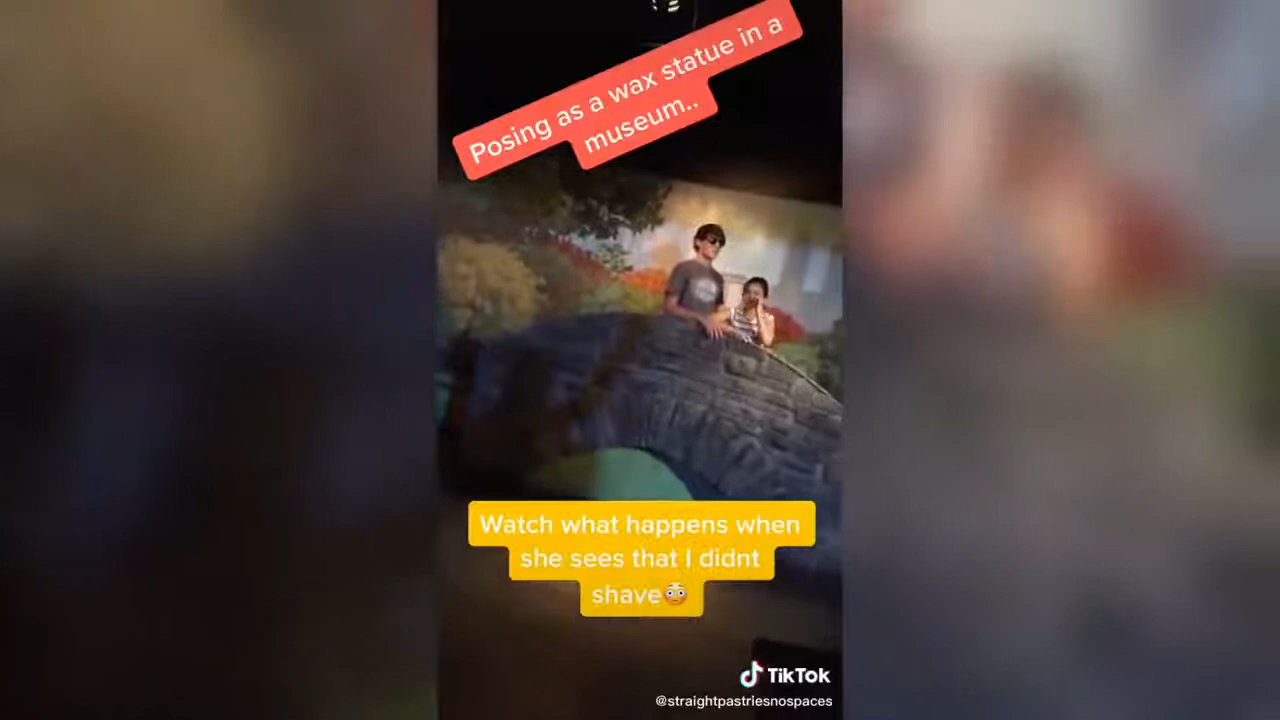 Posing as a wax statue in a
museum..
Watch what happens when
she sees that I didnt
shave😳
TikTok
@straightpastriesnospaces